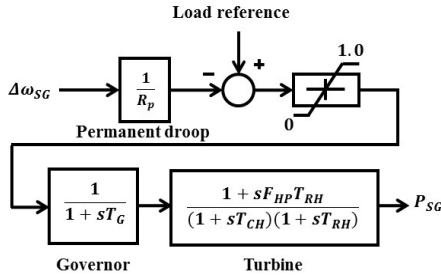 Load reference
Δω_SG
1
R_p
−
+
1.0
0
Permanent droop
1
1 + sT_G
1 + sF_HP T_RH
(1 + sT_CH)(1 + sT_RH)
P_SG
Governor
Turbine